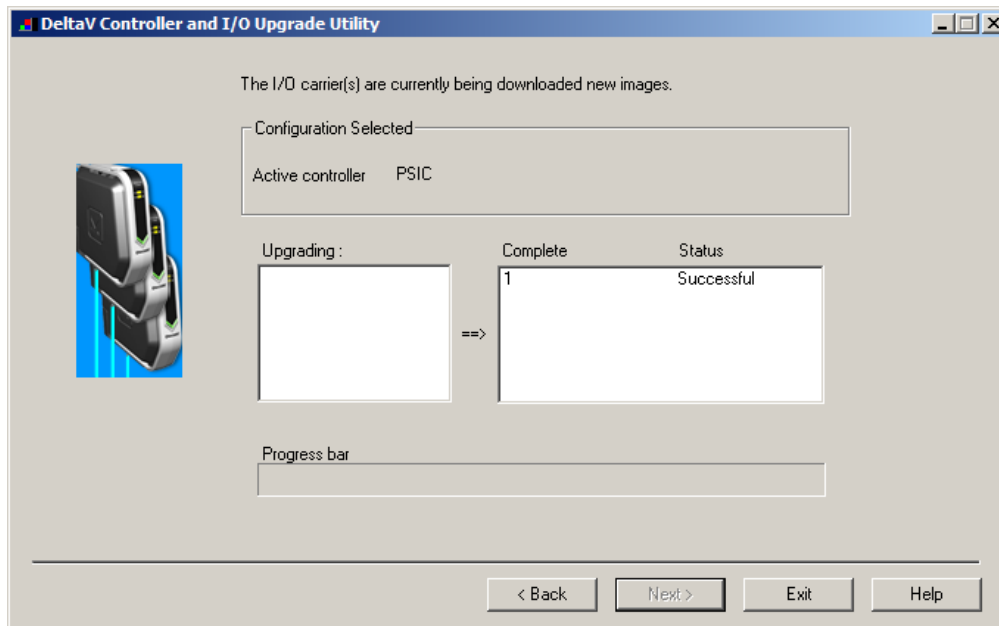 DeltaV Controller and I/O Upgrade Utility
The I/O carrier(s) are currently being downloaded new images.
Configuration Selected
Active controller PSIC
Upgrading : Complete Status
1 Successful
==>
Progress bar
< Back Next > Exit Help